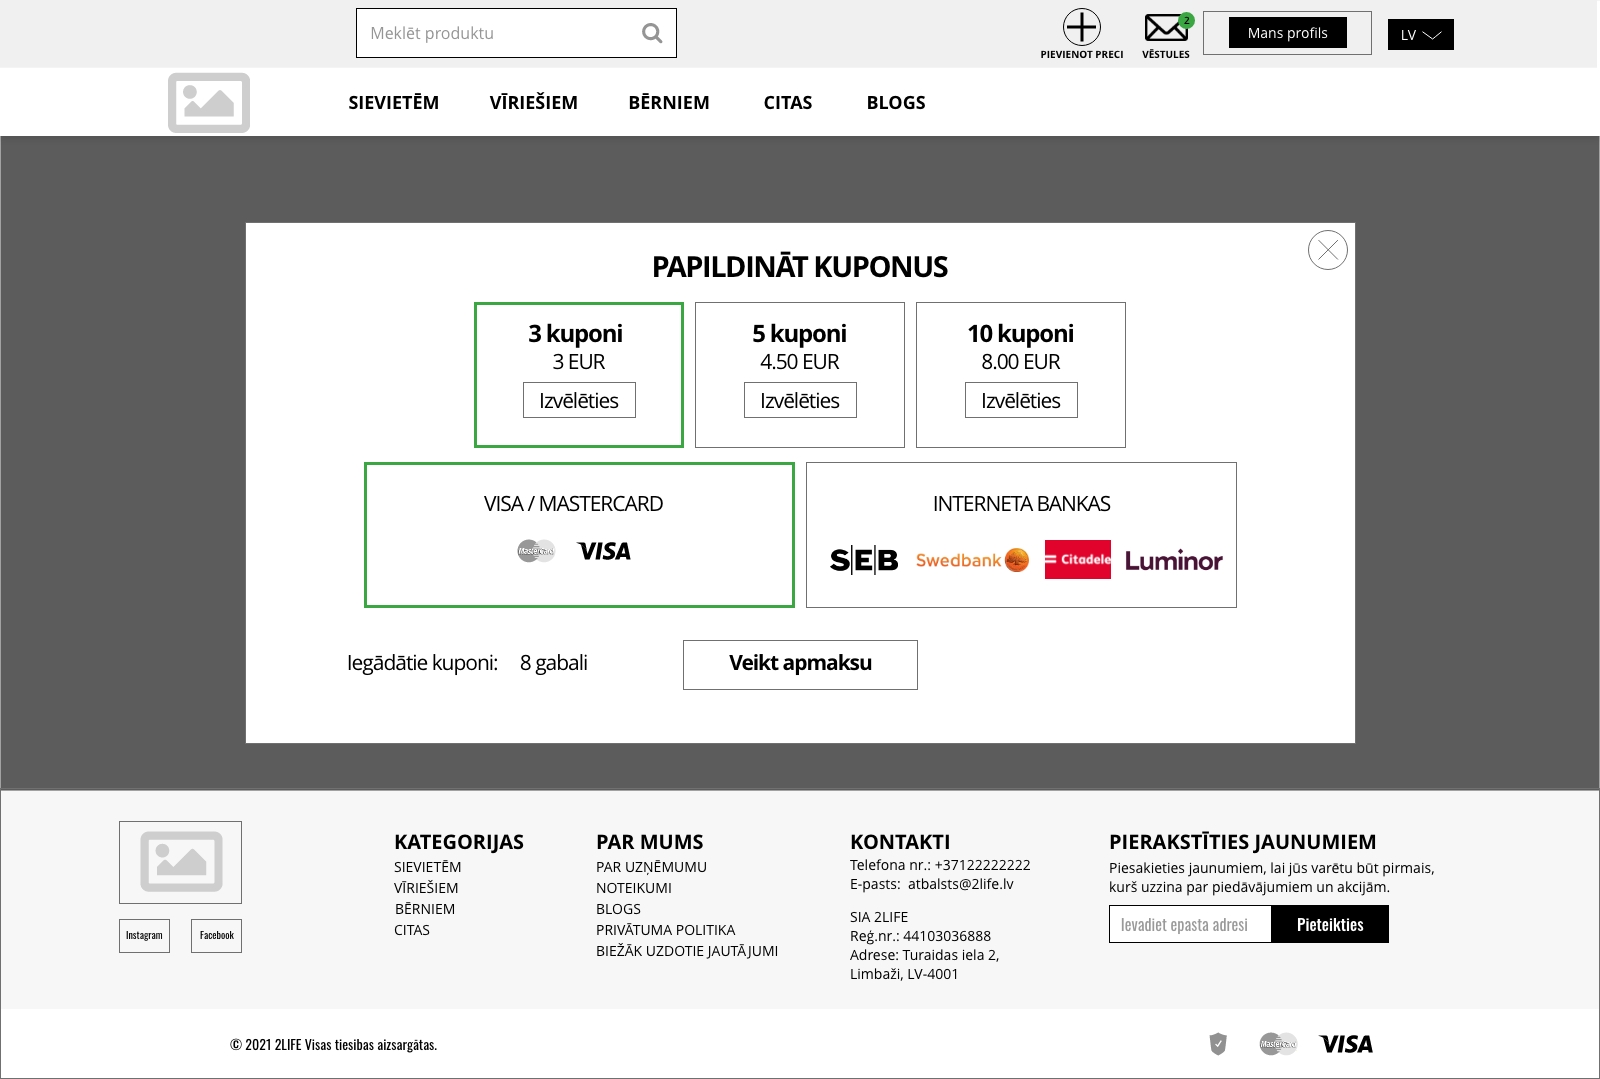 Meklēt produktu
PIEVIENOT PRECI
2
VĒSTULES
Mans profils
LV
SIEVIETĒM
VĪRIEŠIEM
BĒRNIEM
CITAS
BLOGS
PAPILDINĀT KUPONUS
3 kuponi
3 EUR
Izvēlēties
5 kuponi
4.50 EUR
Izvēlēties
10 kuponi
8.00 EUR
Izvēlēties
VISA / MASTERCARD
MasterCard
VISA
INTERNETA BANKAS
SEB
Swedbank
Citadele
Luminor
Iegādātie kuponi: 8 gabali
Veikt apmaksu
Instagram
Facebook
KATEGORIJAS
SIEVIETĒM
VĪRIEŠIEM
BĒRNIEM
CITAS
PAR MUMS
PAR UZŅĒMUMU
NOTEIKUMI
BLOGS
PRIVĀTUMA POLITIKA
BIEŽĀK UZDOTIE JAUTĀJUMI
KONTAKTI
Telefona nr.: +37122222222
E-pasts: atbalsts@2life.lv
SIA 2LIFE
Reģ.nr.: 44103036888
Adrese: Turaidas iela 2,
Limbaži, LV-4001
PIERAKSTĪTIES JAUNUMIEM
Piesakieties jaunumiem, lai jūs varētu būt pirmais,
kurš uzzina par piedāvājumiem un akcijām.
Ievadiet epasta adresi
Pieteikties
© 2021 2LIFE Visas tiesības aizsargātas.
MasterCard
VISA